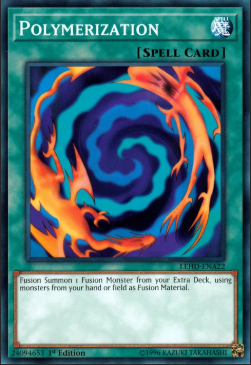 POLYMERIZATION
[SPELL CARD]
LEHD-ENA22
Fusion Summon 1 Fusion Monster from your Extra Deck, using
monsters from your hand or field as Fusion Material.
24094653 1st Edition ©1996 KAZUKI TAKAHASHI